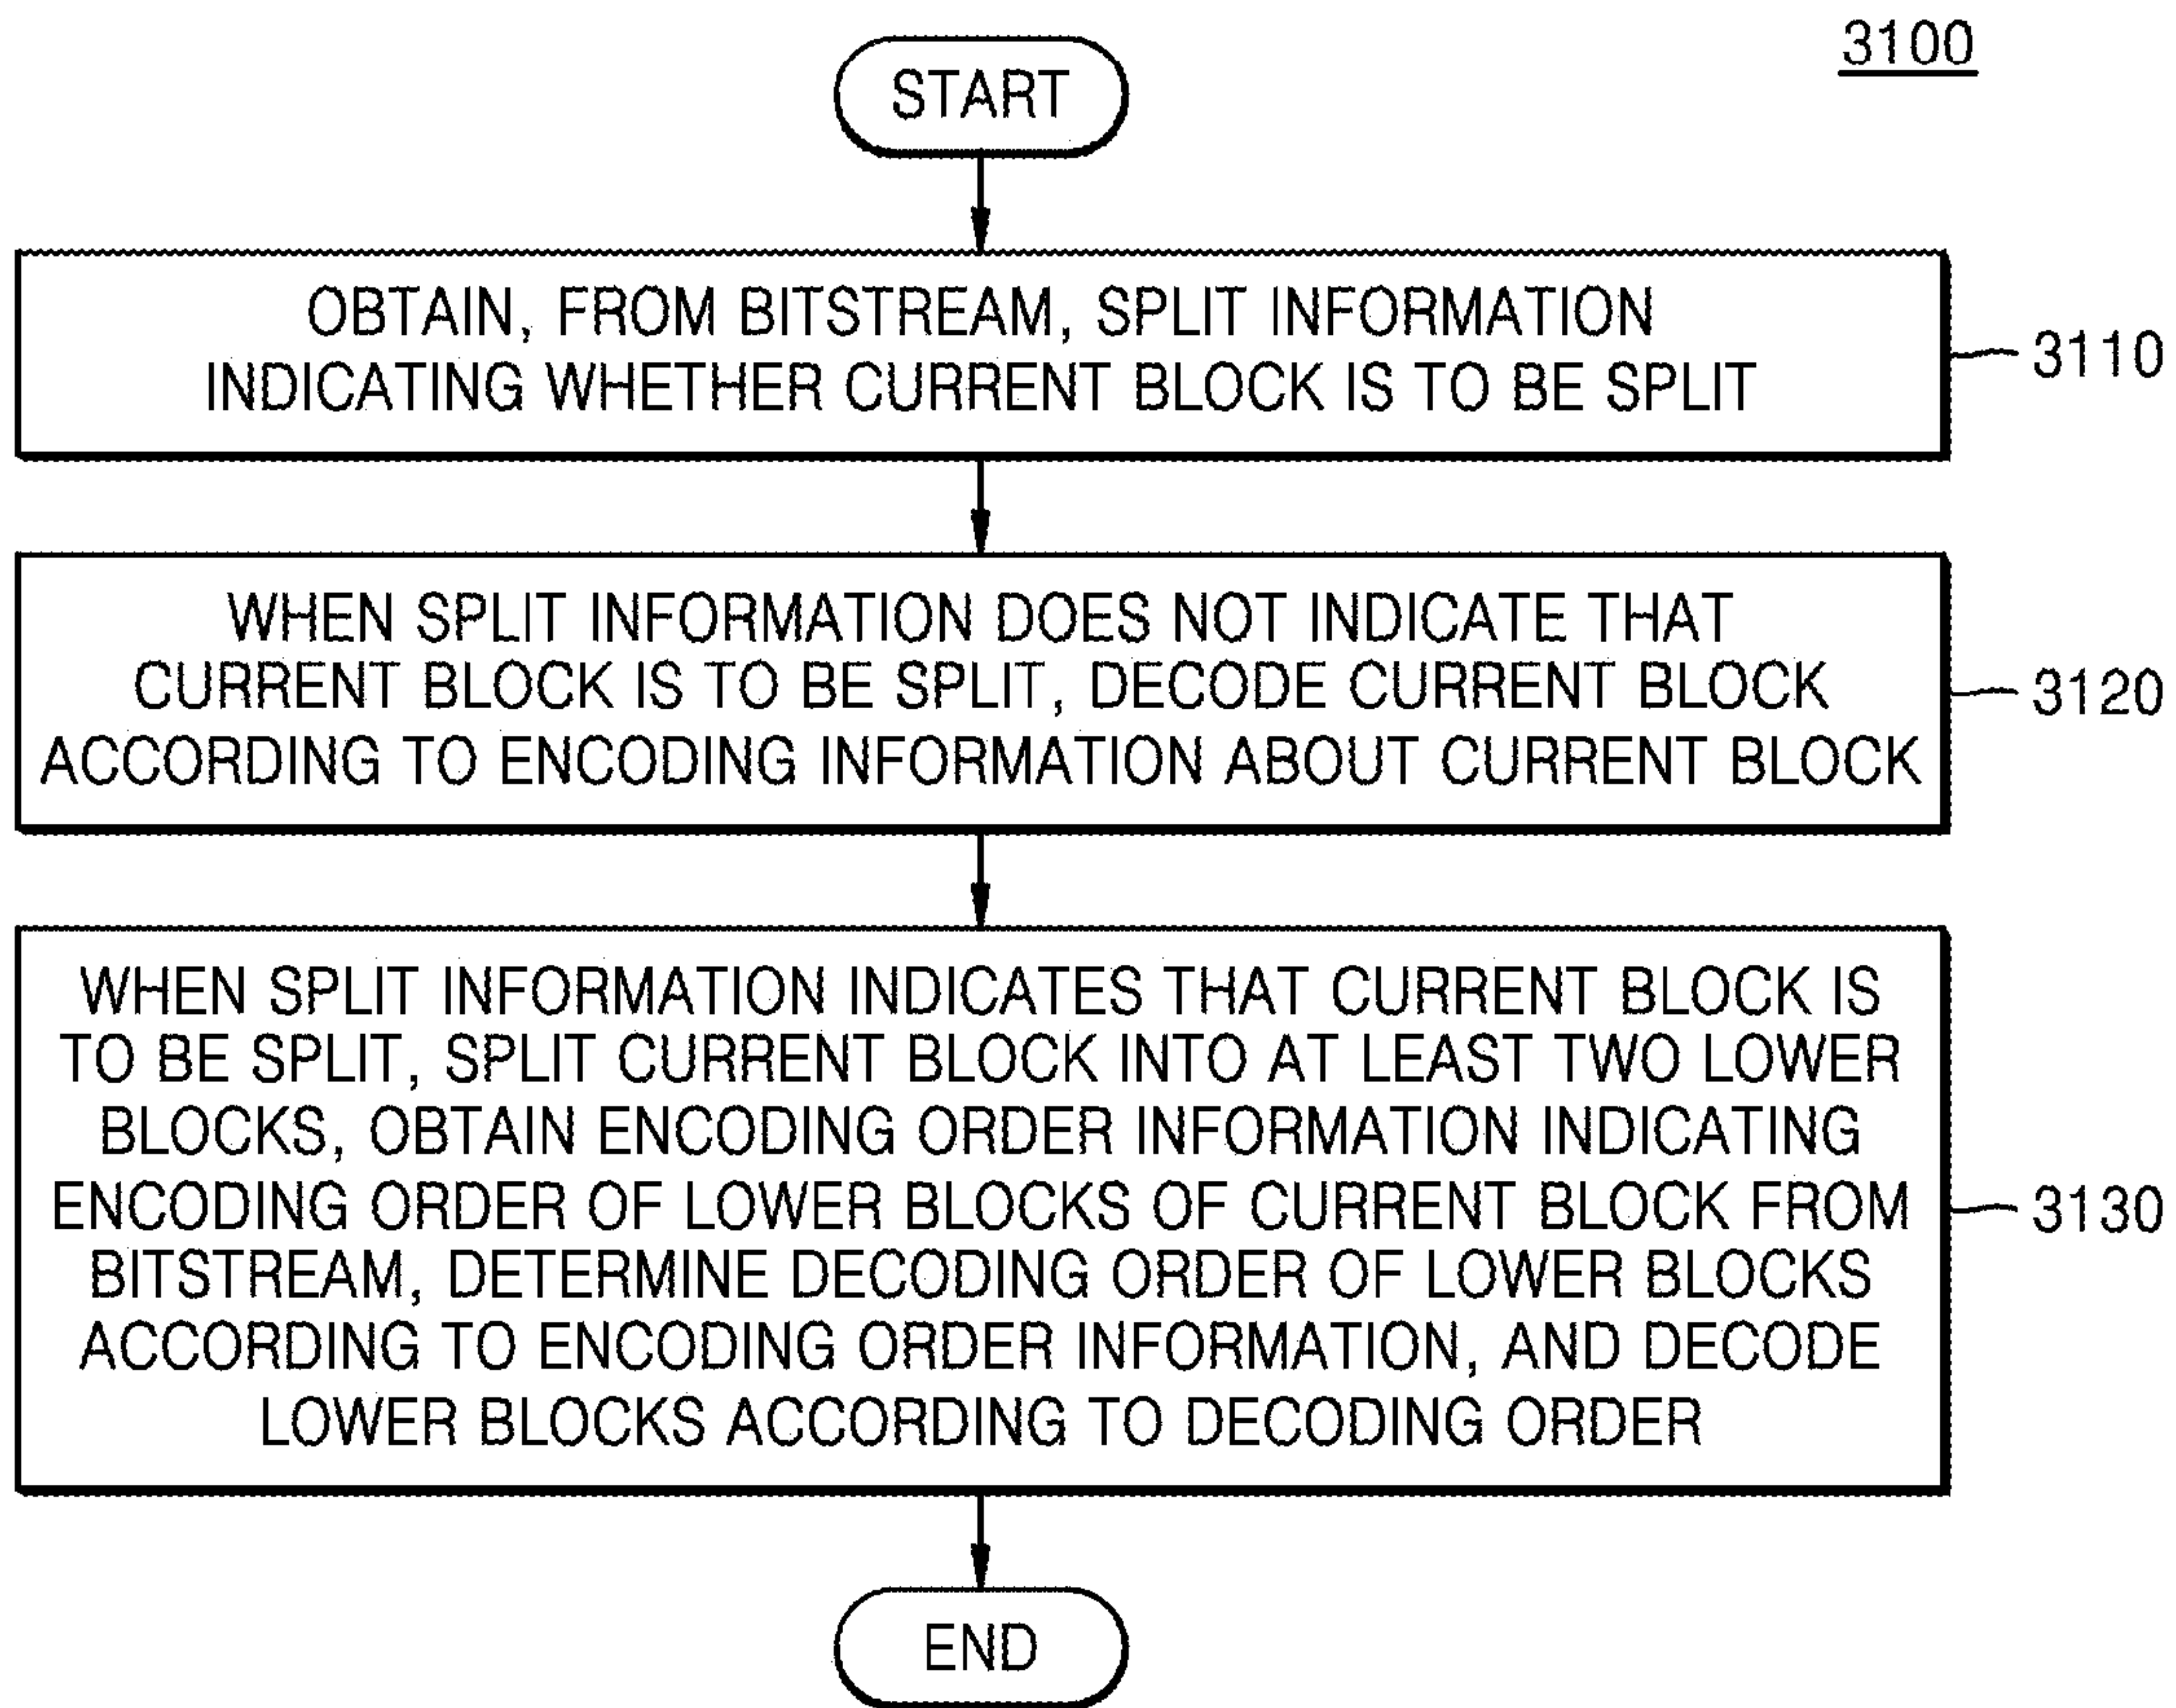 3100
START
OBTAIN, FROM BITSTREAM, SPLIT INFORMATION
INDICATING WHETHER CURRENT BLOCK IS TO BE SPLIT
3110
WHEN SPLIT INFORMATION DOES NOT INDICATE THAT
CURRENT BLOCK IS TO BE SPLIT, DECODE CURRENT BLOCK
ACCORDING TO ENCODING INFORMATION ABOUT CURRENT BLOCK
3120
WHEN SPLIT INFORMATION INDICATES THAT CURRENT BLOCK IS
TO BE SPLIT, SPLIT CURRENT BLOCK INTO AT LEAST TWO LOWER
BLOCKS, OBTAIN ENCODING ORDER INFORMATION INDICATING
ENCODING ORDER OF LOWER BLOCKS OF CURRENT BLOCK FROM
BITSTREAM, DETERMINE DECODING ORDER OF LOWER BLOCKS
ACCORDING TO ENCODING ORDER INFORMATION, AND DECODE
LOWER BLOCKS ACCORDING TO DECODING ORDER
3130
END